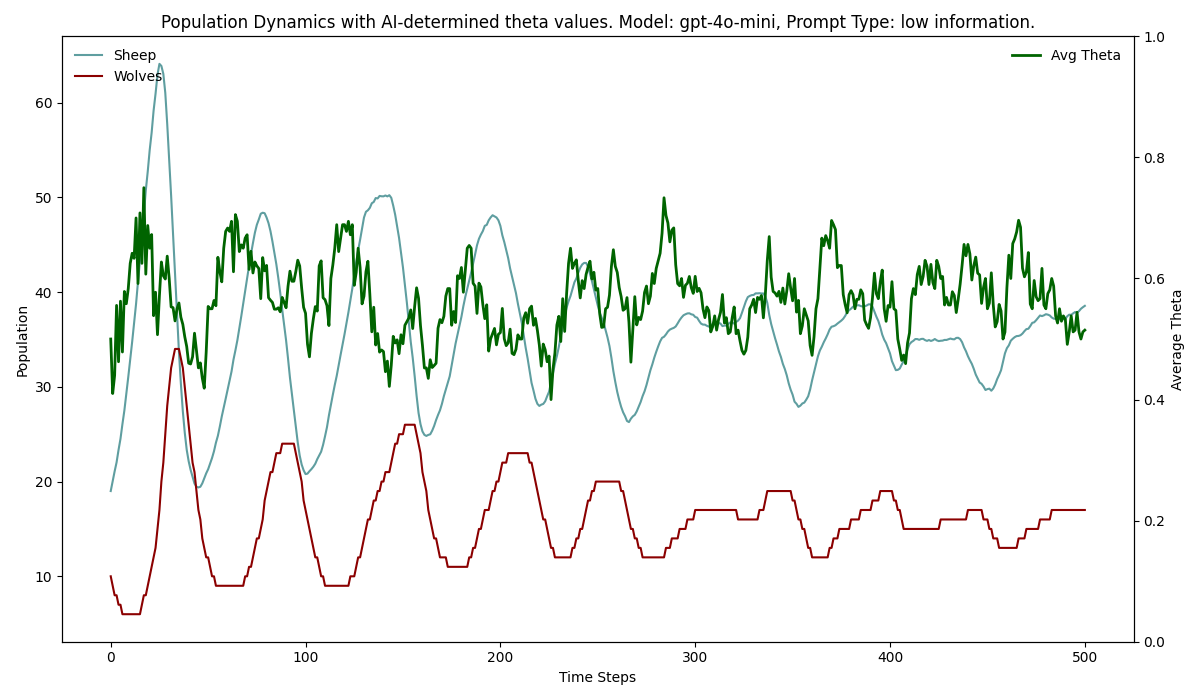 Population Dynamics with AI-determined theta values. Model: gpt-4o-mini, Prompt Type: low information.
Sheep
Wolves
Avg Theta
Population
60
50
40
30
20
10
1.0
0.8
0.6
0.4
0.2
0.0
Average Theta
0 100 200 300 400 500
Time Steps